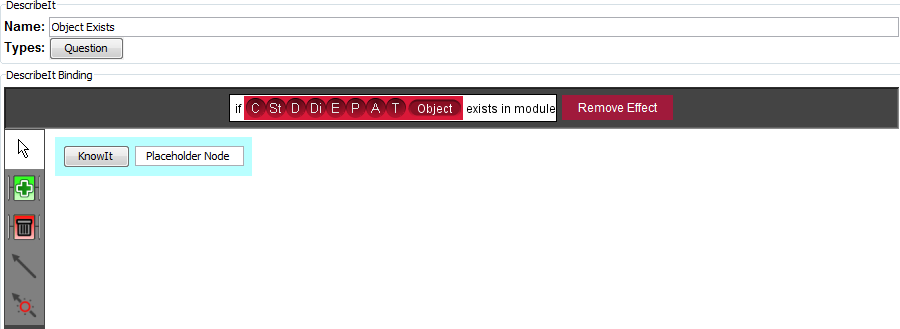 DescribeIt
Name: Object Exists
Types: Question
DescribeIt Binding
if C St D Di E P A T Object exists in module Remove Effect
KnowIt Placeholder Node